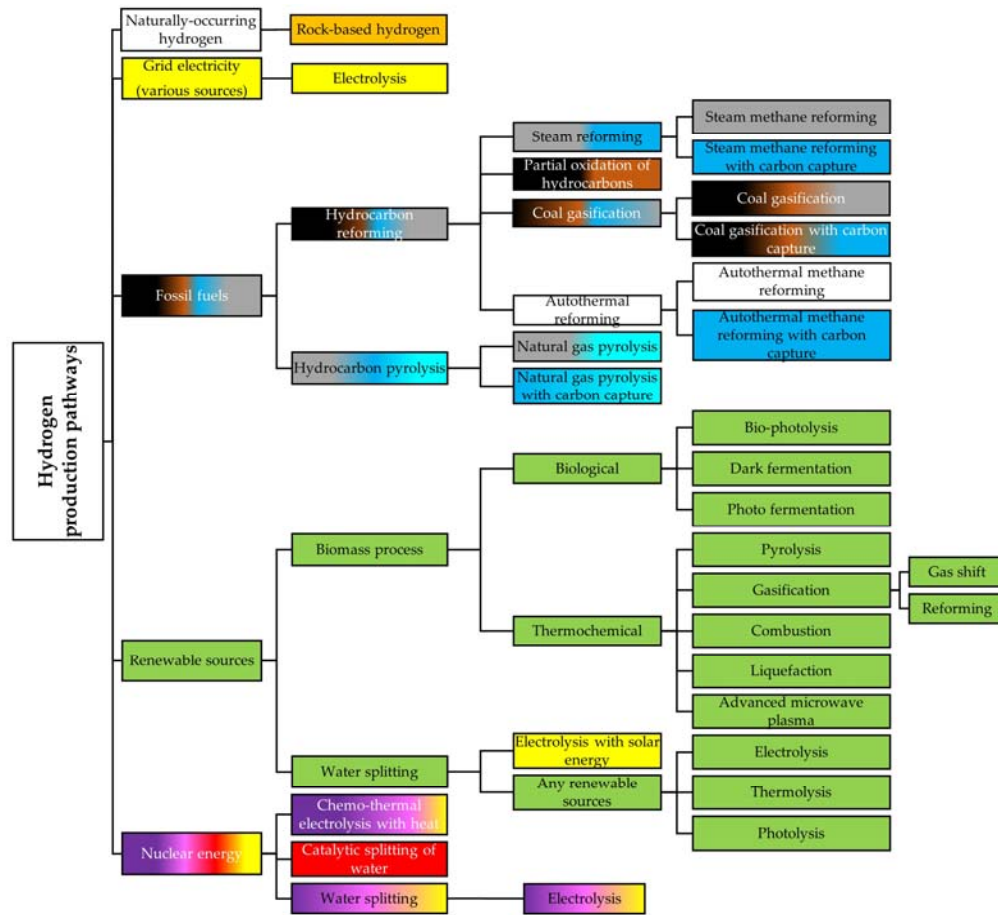 Hydrogen
production pathways
Naturally-occurring
hydrogen
Rock-based hydrogen
Grid electricity
(various sources)
Electrolysis
Fossil fuels
Hydrocarbon
reforming
Steam reforming
Steam methane reforming
Steam methane reforming
with carbon capture
Partial oxidation of
hydrocarbons
Coal gasification
Coal gasification
Coal gasification with carbon
capture
Autothermal
reforming
Autothermal methane
reforming
Autothermal methane
reforming with carbon
capture
Hydrocarbon pyrolysis
Natural gas pyrolysis
Natural gas pyrolysis
with carbon capture
Renewable sources
Biomass process
Biological
Bio-photolysis
Dark fermentation
Photo fermentation
Thermochemical
Pyrolysis
Gasification
Gas shift
Reforming
Combustion
Liquefaction
Advanced microwave
plasma
Water splitting
Electrolysis with solar
energy
Any renewable
sources
Electrolysis
Thermolysis
Photolysis
Nuclear energy
Chemo-thermal
electrolysis with heat
Catalytic splitting of
water
Water splitting
Electrolysis